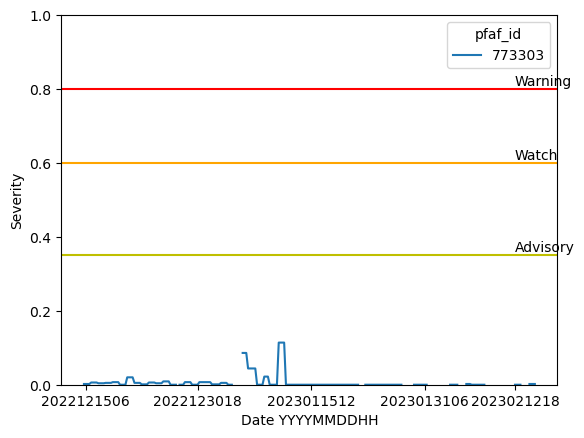 1.0
0.8
0.6
0.4
0.2
0.0
Severity
pfaf_id
773303
Warning
Watch
Advisory
2022121506 2022123018 2023011512 2023013106 2023021218
Date YYYYMMDDHH